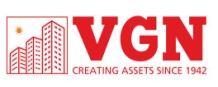 VGN
CREATING ASSETS SINCE 1942